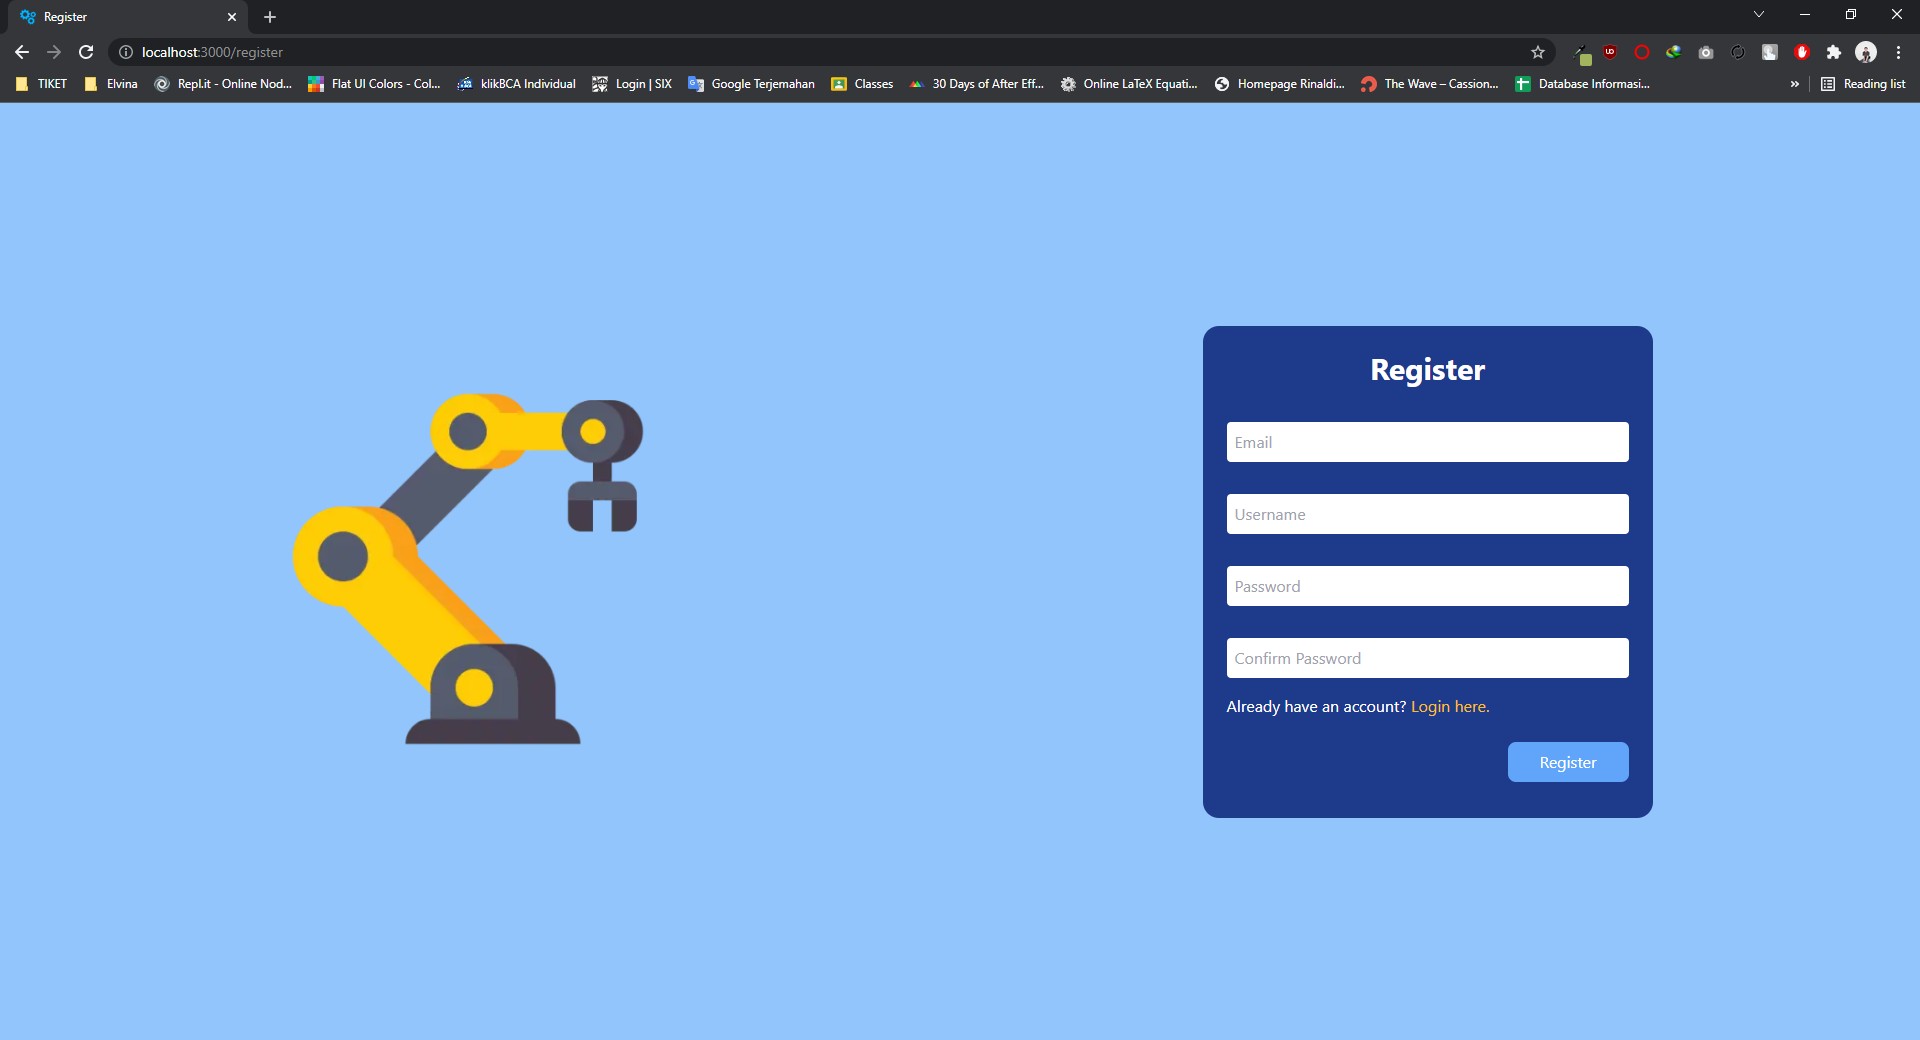 Register
localhost:3000/register
TIKET
Elvina
Repl.it - Online Nod...
Flat UI Colors - Col...
klikBCA Individual
Login | SIX
Google Terjemahan
Classes
30 Days of After Eff...
Online LaTeX Equati...
Homepage Rinaldi...
The Wave – Cassion...
Database Informasi...
»
Reading list
Register
Email
Username
Password
Confirm Password
Already have an account? Login here.
Register